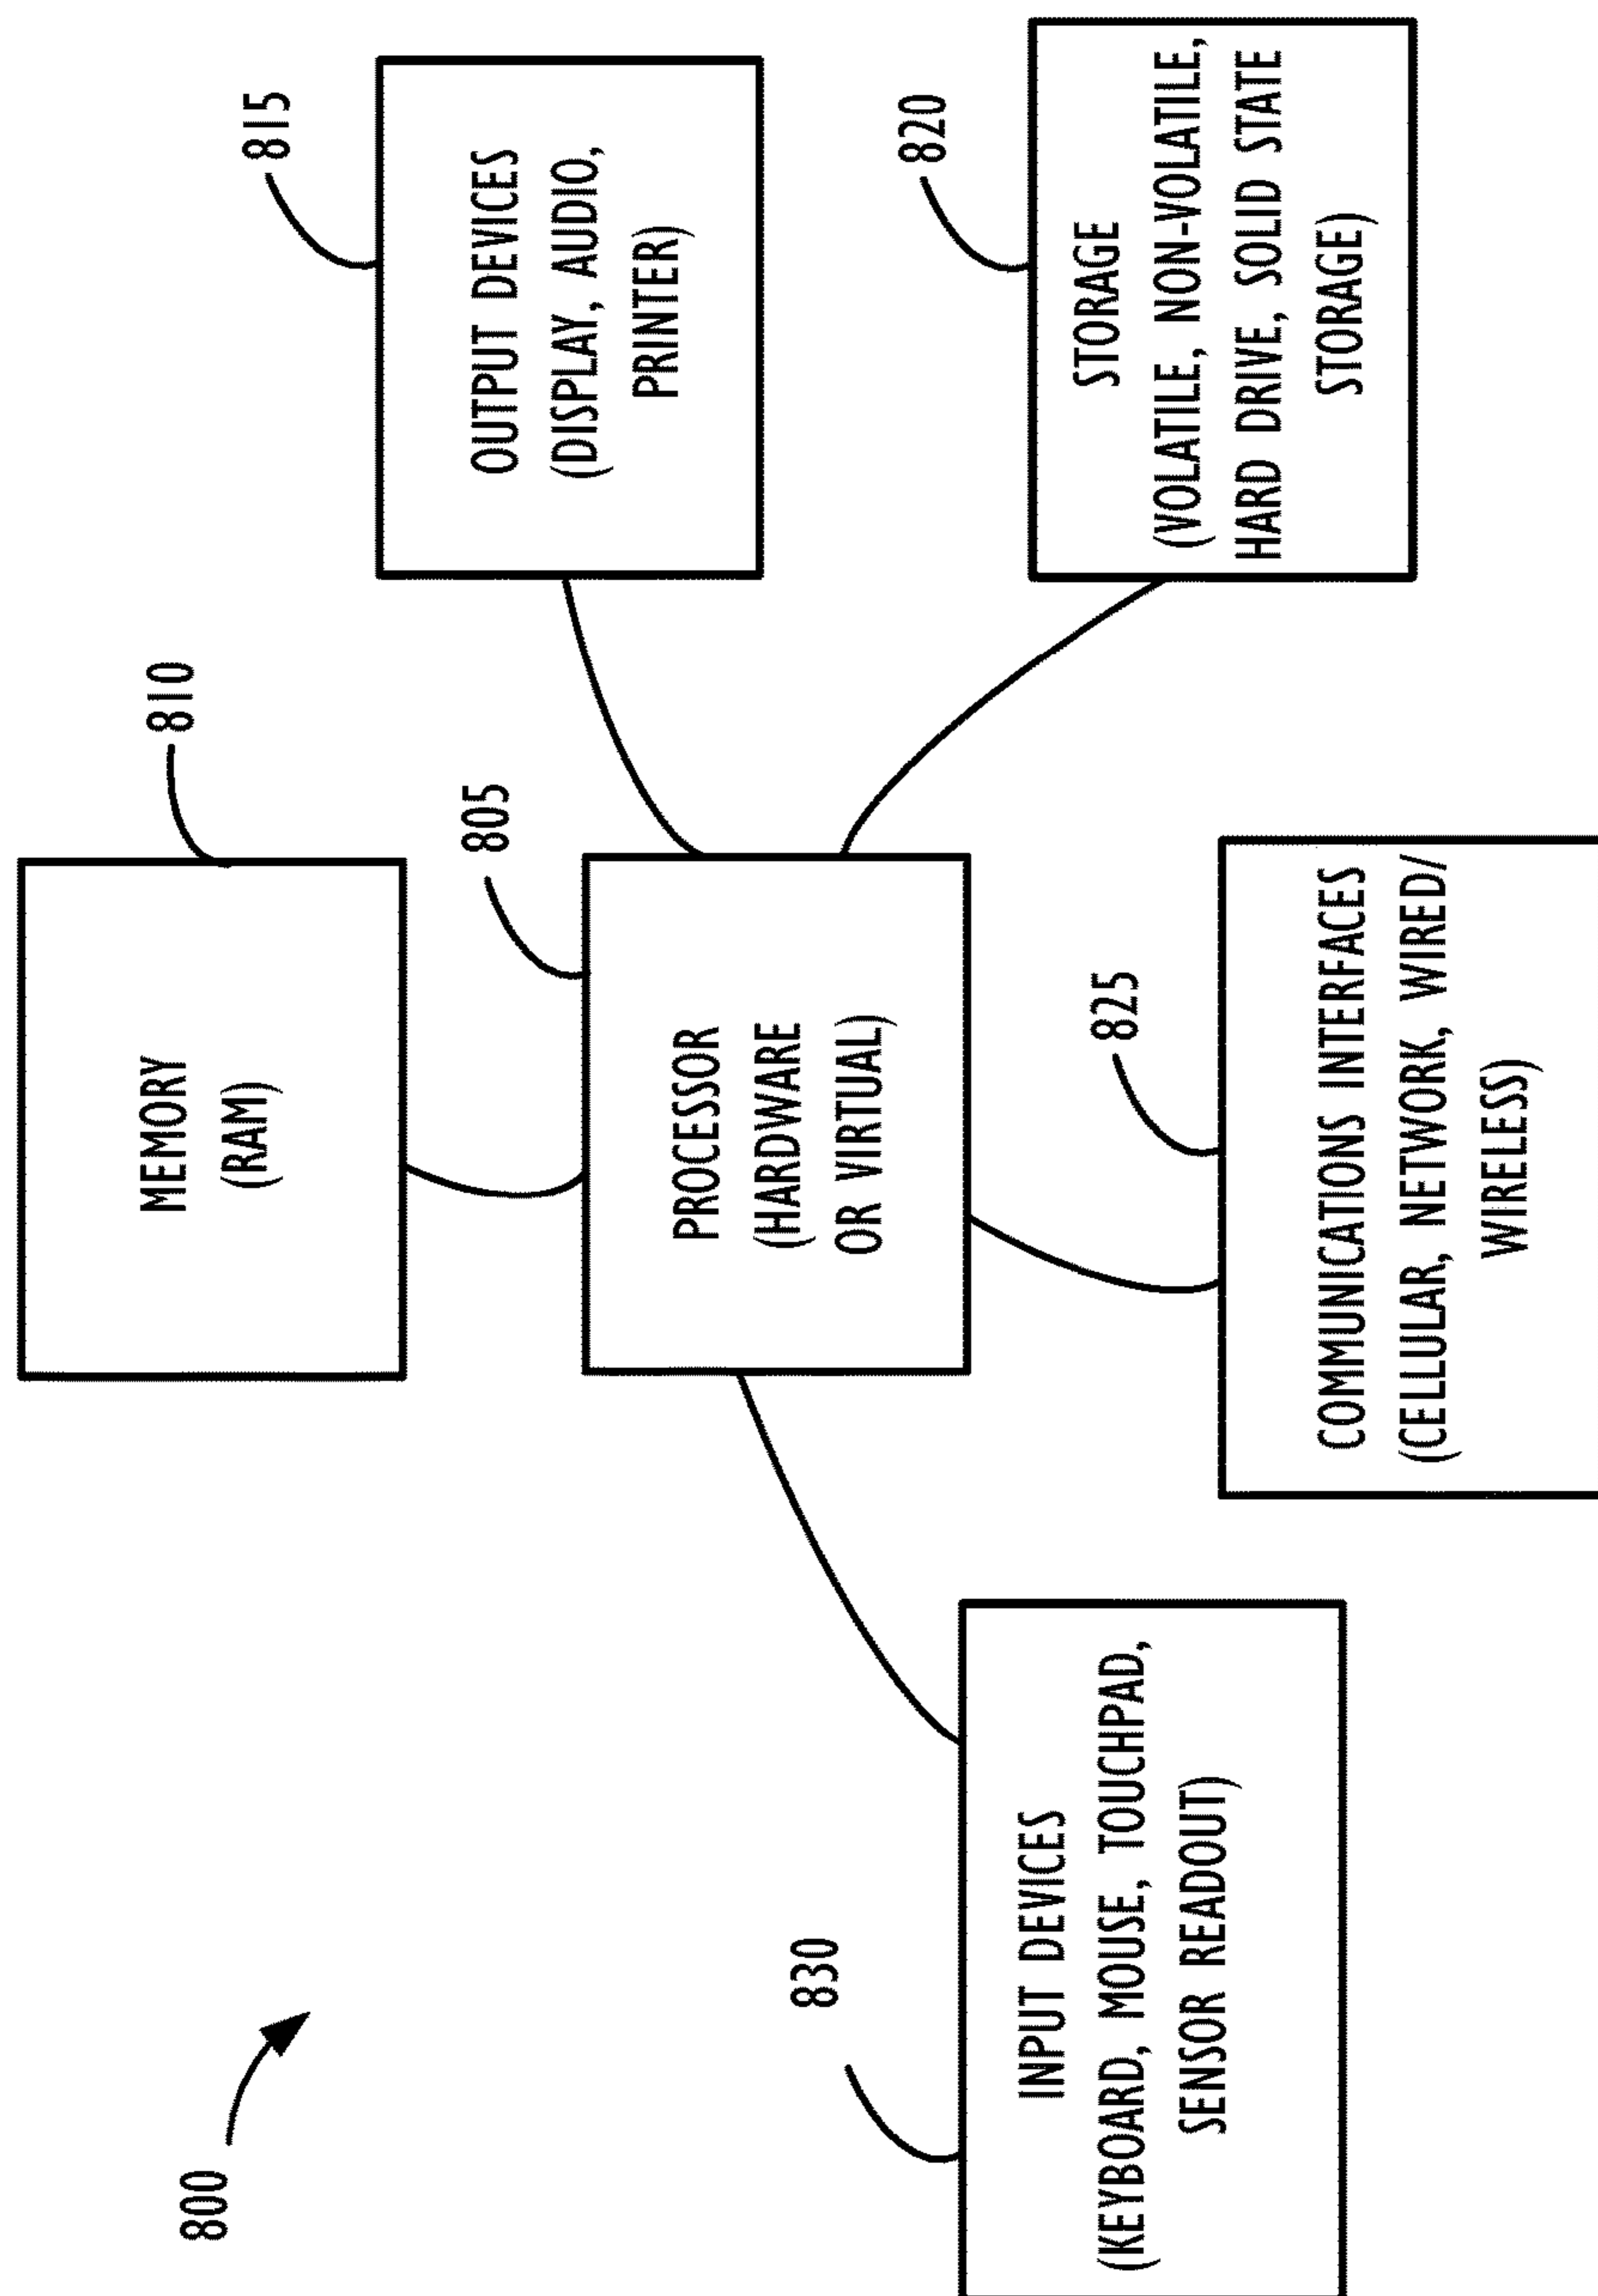 800
810
MEMORY
(RAM)
815
OUTPUT DEVICES
(DISPLAY, AUDIO,
PRINTER)
805
PROCESSOR
(HARDWARE
OR VIRTUAL)
820
STORAGE
(VOLATILE, NON-VOLATILE,
HARD DRIVE, SOLID STATE
STORAGE)
830
INPUT DEVICES
(KEYBOARD, MOUSE, TOUCHPAD,
SENSOR READOUT)
825
COMMUNICATIONS INTERFACES
(CELLULAR, NETWORK, WIRED/
WIRELESS)